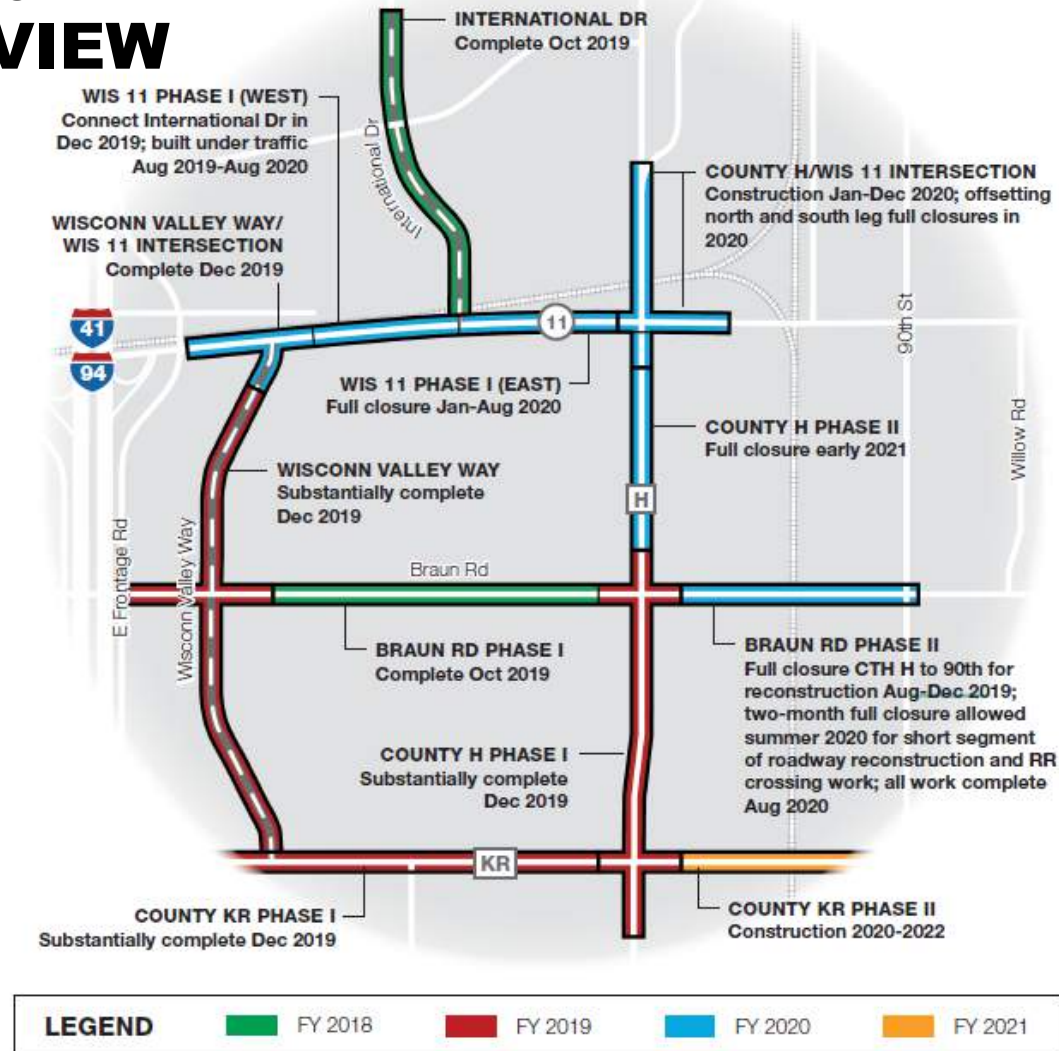 VIEW
INTERNATIONAL DR
Complete Oct 2019
WIS 11 PHASE I (WEST)
Connect International Dr in
Dec 2019; built under traffic
Aug 2019-Aug 2020
International Dr
COUNTY H/WIS 11 INTERSECTION
Construction Jan-Dec 2020; offsetting
north and south leg full closures in
2020
WISCONN VALLEY WAY/
WIS 11 INTERSECTION
Complete Dec 2019
41
94
11
90th St
WIS 11 PHASE I (EAST)
Full closure Jan-Aug 2020
Willow Rd
COUNTY H PHASE II
Full closure early 2021
WISCONN VALLEY WAY
Substantially complete
Dec 2019
H
E Frontage Rd
Wisconn Valley Way
Braun Rd
BRAUN RD PHASE I
Complete Oct 2019
BRAUN RD PHASE II
Full closure CTH H to 90th for
reconstruction Aug-Dec 2019;
two-month full closure allowed
summer 2020 for short segment
of roadway reconstruction and RR
crossing work; all work complete
Aug 2020
COUNTY H PHASE I
Substantially complete
Dec 2019
KR
COUNTY KR PHASE I
Substantially complete Dec 2019
COUNTY KR PHASE II
Construction 2020-2022
LEGEND
FY 2018
FY 2019
FY 2020
FY 2021